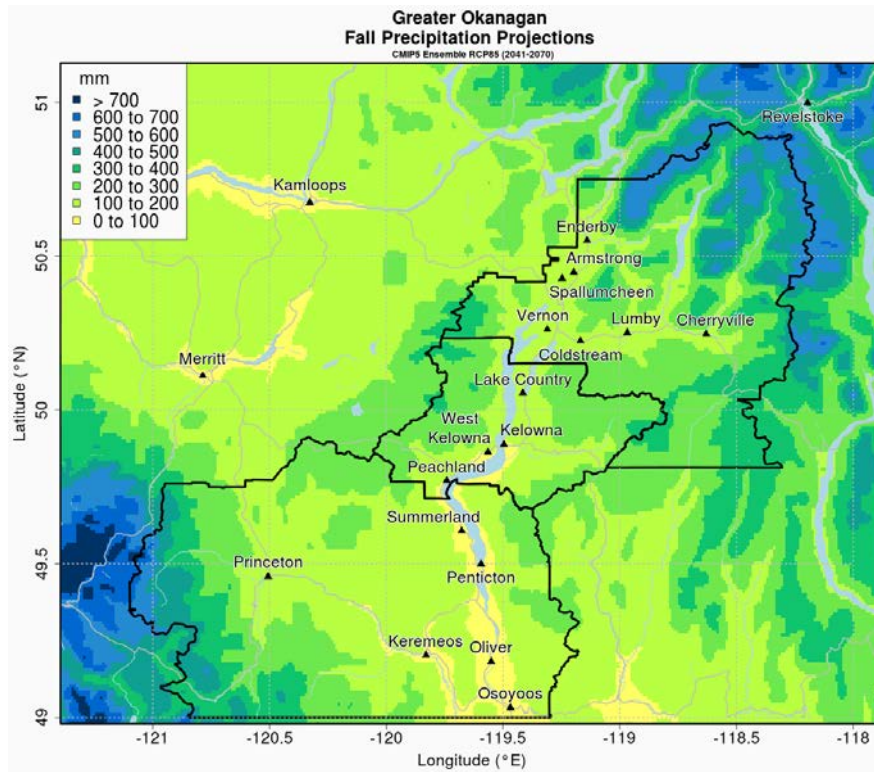 Greater Okanagan
Fall Precipitation Projections
CMIP5 Ensemble RCP85 (2041-2070)
mm
> 700
600 to 700
500 to 600
400 to 500
300 to 400
200 to 300
100 to 200
0 to 100
Revelstoke
Kamloops
Enderby
Armstrong
Spallumcheen
Vernon
Lumby
Cherryville
Coldstream
Merritt
Lake Country
West
Kelowna
Kelowna
Peachland
Summerland
Princeton
Penticton
Keremeos
Oliver
Osoyoos
51
50.5
50
49.5
49
Latitude (°N)
-121
-120.5
-120
-119.5
-119
-118.5
-118
Longitude (°E)